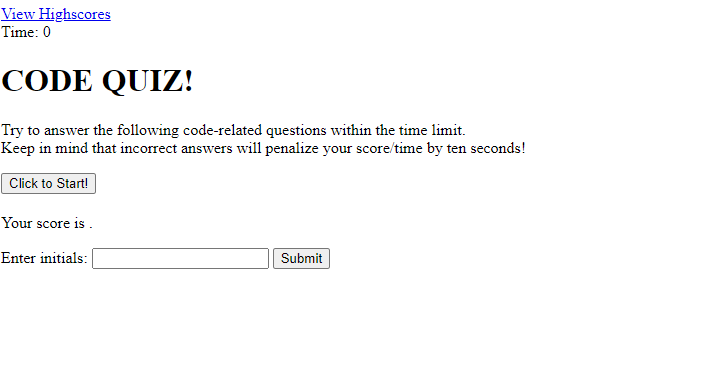 View Highscores
Time: 0
CODE QUIZ!
Try to answer the following code-related questions within the time limit.
Keep in mind that incorrect answers will penalize your score/time by ten seconds!
Click to Start!
Your score is .
Enter initials: Submit